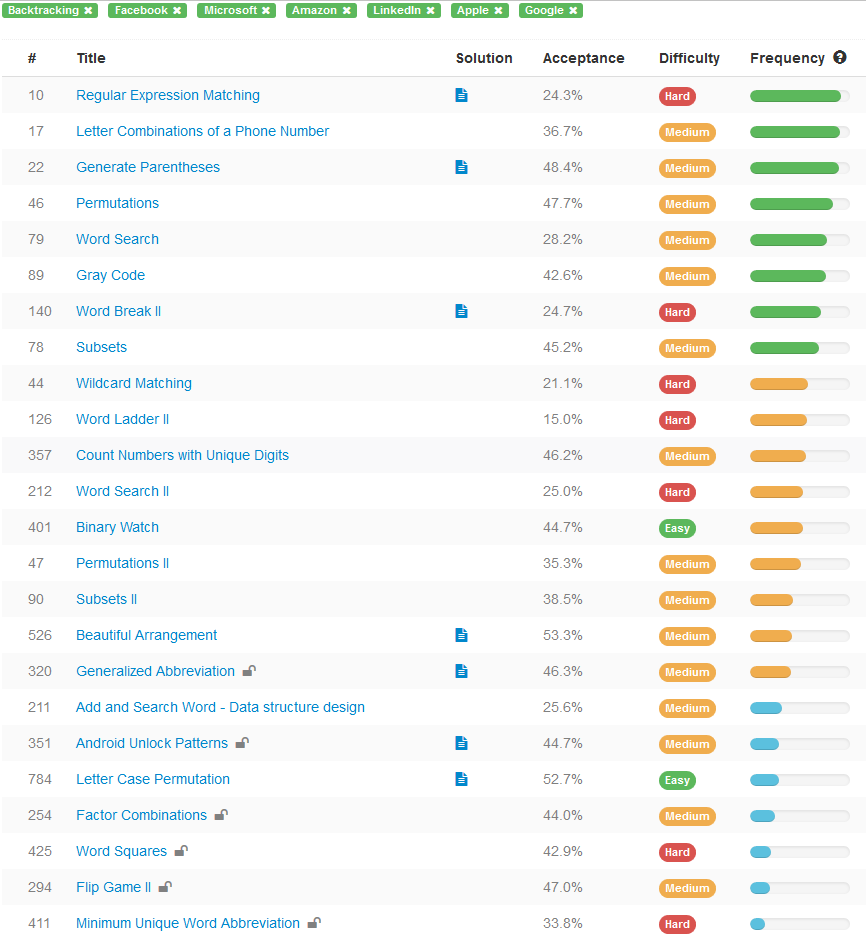 Backtracking ✖ Facebook ✖ Microsoft ✖ Amazon ✖ LinkedIn ✖ Apple ✖ Google ✖
# Title Solution Acceptance Difficulty Frequency ?
10 Regular Expression Matching 24.3% Hard
17 Letter Combinations of a Phone Number 36.7% Medium
22 Generate Parentheses 48.4% Medium
46 Permutations 47.7% Medium
79 Word Search 28.2% Medium
89 Gray Code 42.6% Medium
140 Word Break II 24.7% Hard
78 Subsets 45.2% Medium
44 Wildcard Matching 21.1% Hard
126 Word Ladder II 15.0% Hard
357 Count Numbers with Unique Digits 46.2% Medium
212 Word Search II 25.0% Hard
401 Binary Watch 44.7% Easy
47 Permutations II 35.3% Medium
90 Subsets II 38.5% Medium
526 Beautiful Arrangement 53.3% Medium
320 Generalized Abbreviation 46.3% Medium
211 Add and Search Word - Data structure design 25.6% Medium
351 Android Unlock Patterns 44.7% Medium
784 Letter Case Permutation 52.7% Easy
254 Factor Combinations 44.0% Medium
425 Word Squares 42.9% Hard
294 Flip Game II 47.0% Medium
411 Minimum Unique Word Abbreviation 33.8% Hard